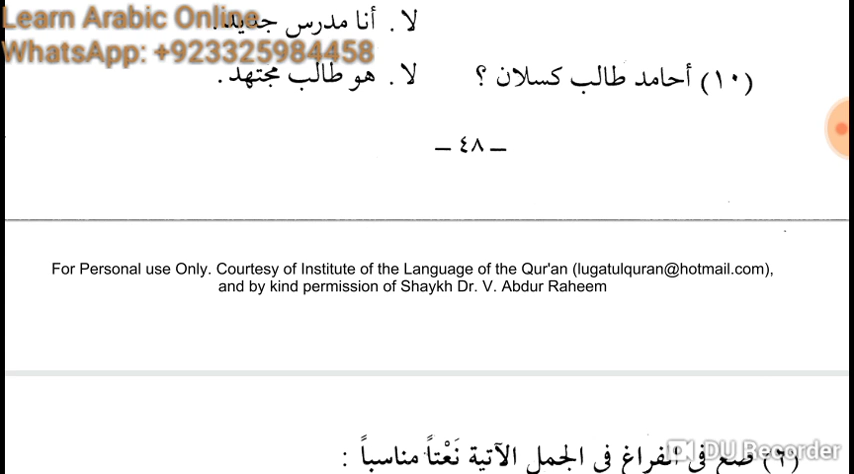 Learn Arabic Online
WhatsApp: +923325984458
لا . أنا مدرس جديد .
(١٠) أحامد طالب كسلان ؟ لا . هو طالب مجتهد .
– ٤٨ –
For Personal use Only. Courtesy of Institute of the Language of the Qur'an (lugatulquran@hotmail.com),
and by kind permission of Shaykh Dr. V. Abdur Raheem
(٦) ضع في الفراغ في الجمل الآتية نَعْتاً مناسباً :
DU Recorder